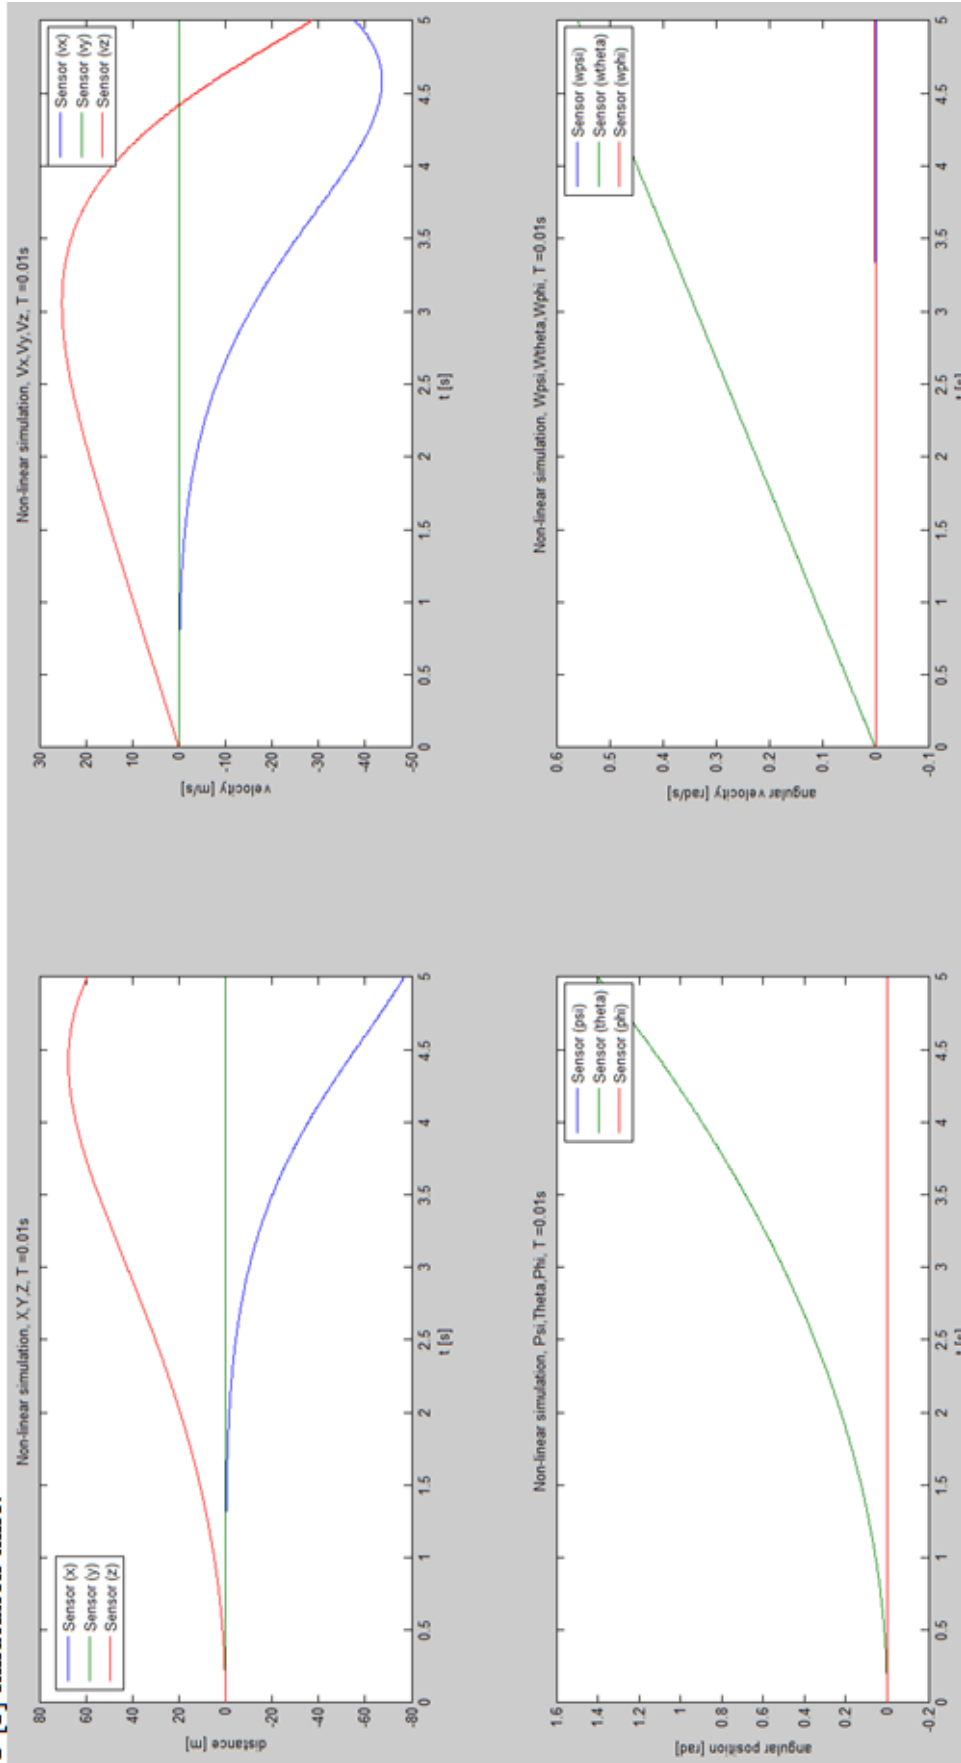 Non-linear simulation, X,Y,Z, T =0.01s
80
60
40
20
0
-20
-40
-60
-80
distance [m]
Sensor (x)
Sensor (y)
Sensor (z)
0 0.5 1 1.5 2 2.5 3 3.5 4 4.5 5
t [s]
Non-linear simulation, Vx,Vy,Vz, T =0.01s
30
20
10
0
-10
-20
-30
-40
-50
velocity [m/s]
Sensor (vx)
Sensor (vy)
Sensor (vz)
0 0.5 1 1.5 2 2.5 3 3.5 4 4.5 5
t [s]
Non-linear simulation, Psi,Theta,Phi, T =0.01s
1.6
1.4
1.2
1
0.8
0.6
0.4
0.2
0
-0.2
angular position [rad]
Sensor (psi)
Sensor (theta)
Sensor (phi)
0 0.5 1 1.5 2 2.5 3 3.5 4 4.5 5
t [s]
Non-linear simulation, Wpsi,Wtheta,Wphi, T =0.01s
0.6
0.5
0.4
0.3
0.2
0.1
0
-0.1
angular velocity [rad/s]
Sensor (wpsi)
Sensor (wtheta)
Sensor (wphi)
0 0.5 1 1.5 2 2.5 3 3.5 4 4.5 5
t [s]